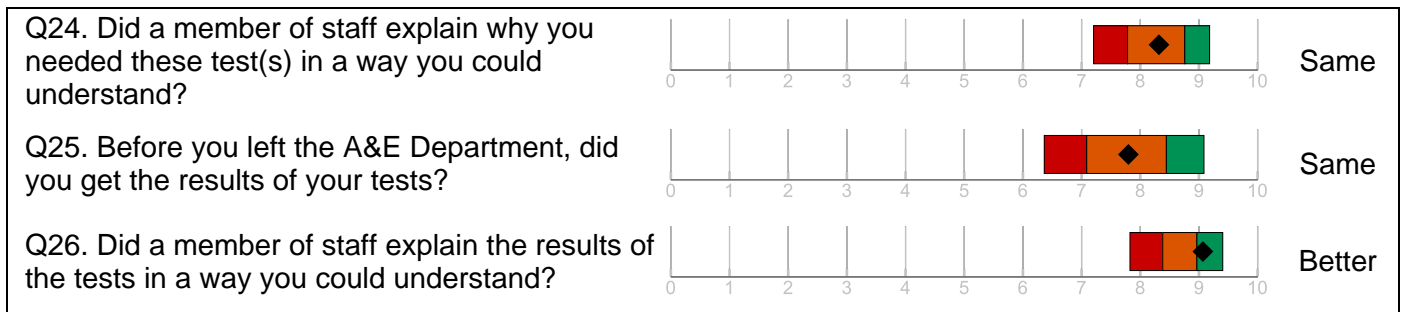 Q24. Did a member of staff explain why you
needed these test(s) in a way you could
understand?
0 1 2 3 4 5 6 7 8 9 10
Same
Q25. Before you left the A&E Department, did
you get the results of your tests?
0 1 2 3 4 5 6 7 8 9 10
Same
Q26. Did a member of staff explain the results of
the tests in a way you could understand?
0 1 2 3 4 5 6 7 8 9 10
Better